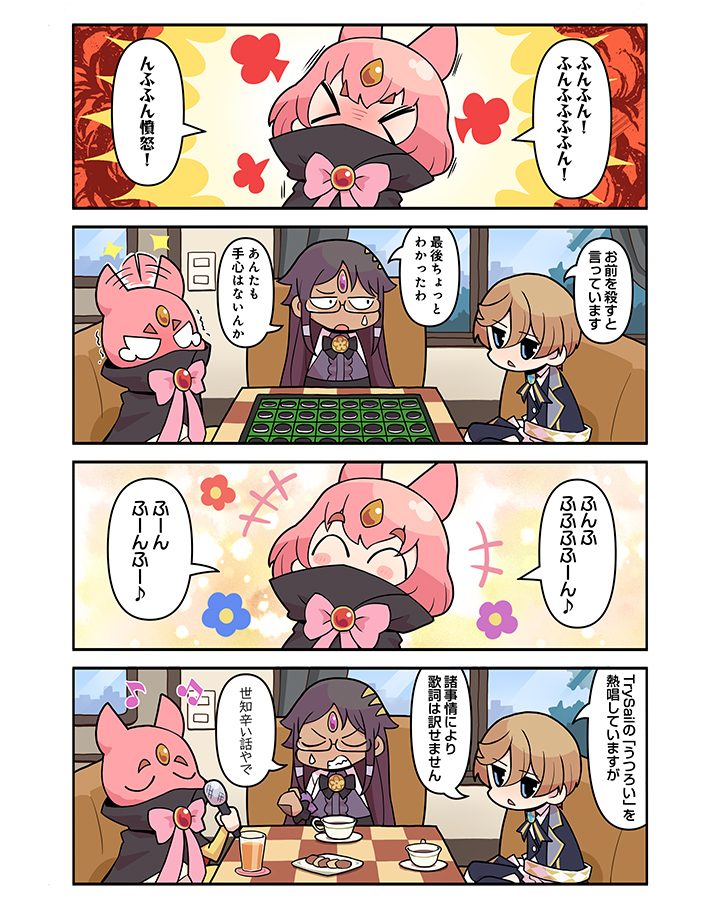 ふんふん！
ふんふふふふん！
んふふん憤怒！
お前を殺すと
言っています
最後ちょっと
わかったわ
あんたも
手心はないんか
ふんふ
ふふふふーん♪
ふーん
ふーんふー♪
TrySailの「うつろい」を
熱唱していますが
諸事情により
歌詞は訳せません
世知辛い話やで